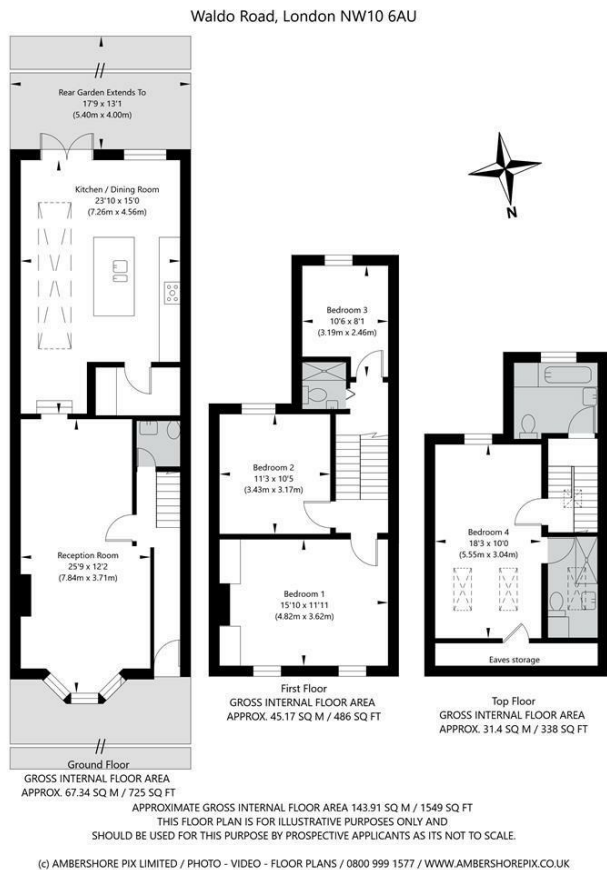 Waldo Road, London NW10 6AU
Rear Garden Extends To
17'9 x 13'1
(5.40m x 4.00m)
Kitchen / Dining Room
23'10 x 15'0
(7.26m x 4.56m)
N
Bedroom 3
10'6 x 8'1
(3.19m x 2.46m)
Bedroom 2
11'3 x 10'5
(3.43m x 3.17m)
Bedroom 4
18'3 x 10'0
(5.55m x 3.04m)
Reception Room
25'9 x 12'2
(7.84m x 3.71m)
Bedroom 1
15'10 x 11'11
(4.82m x 3.62m)
Eaves storage
Ground Floor
GROSS INTERNAL FLOOR AREA
APPROX. 67.34 SQ M / 725 SQ FT
First Floor
GROSS INTERNAL FLOOR AREA
APPROX. 45.17 SQ M / 486 SQ FT
Top Floor
GROSS INTERNAL FLOOR AREA
APPROX. 31.4 SQ M / 338 SQ FT
APPROXIMATE GROSS INTERNAL FLOOR AREA 143.91 SQ M / 1549 SQ FT
THIS FLOOR PLAN IS FOR ILLUSTRATIVE PURPOSES ONLY AND
SHOULD BE USED FOR THIS PURPOSE BY PROSPECTIVE APPLICANTS AS ITS NOT TO SCALE.
(c) AMBERSHORE PIX LIMITED / PHOTO - VIDEO - FLOOR PLANS / 0800 999 1577 / WWW.AMBERSHOREPIX.CO.UK